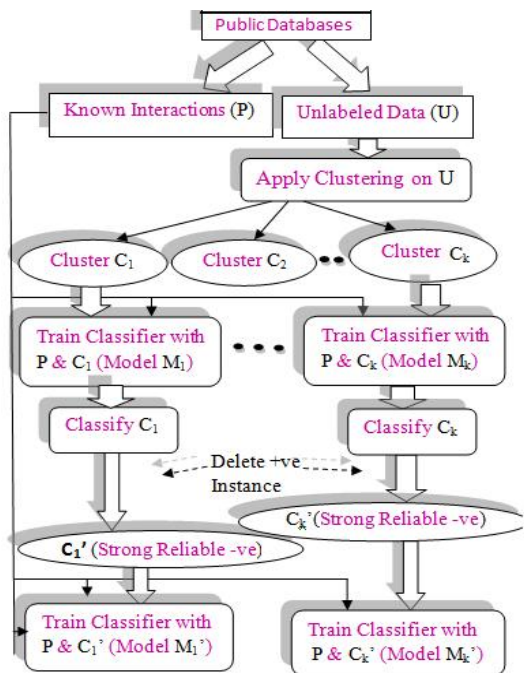 Public Databases
Known Interactions (P)
Unlabeled Data (U)
Apply Clustering on U
Cluster C1
Cluster C2
Cluster Ck
Train Classifier with
P & C1 (Model M1)
Train Classifier with
P & Ck (Model Mk)
Classify C1
Classify Ck
Delete +ve
Instance
C1’ (Strong Reliable -ve)
Ck’(Strong Reliable -ve)
Train Classifier with
P & C1’ (Model M1’)
Train Classifier with
P & Ck’ (Model Mk’)